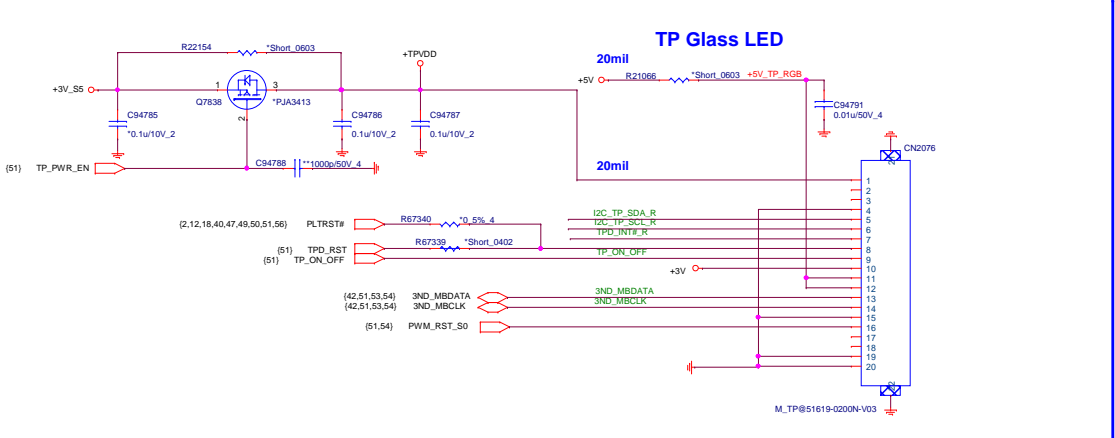 TP Glass LED
R22154
*Short_0603
+TPVDD
20mil
+5V
R21066
*Short_0603
+5V_TP_RGB
+3V_S5
1
3
Q7838
*PJA3413
2
C94785
*0.1u/10V_2
C94786
0.1u/10V_2
C94787
0.1u/10V_2
C94791
0.01u/50V_4
{51}
TP_PWR_EN
C94788
**1000p/50V_4
20mil
21
CN2076
1
2
3
4
5
6
7
8
9
10
11
12
13
14
15
16
17
18
19
20
22
I2C_TP_SDA_R
I2C_TP_SCL_R
TPD_INT#_R
TP_ON_OFF
{2,12,18,40,47,49,50,51,56}
PLTRST#
R67340
*0_5%_4
{51}
TPD_RST
R67339
*Short_0402
{51}
TP_ON_OFF
+3V
{42,51,53,54}
3ND_MBDATA
3ND_MBDATA
{42,51,53,54}
3ND_MBCLK
3ND_MBCLK
{51,54}
PWM_RST_S0
M_TP@51619-0200N-V03